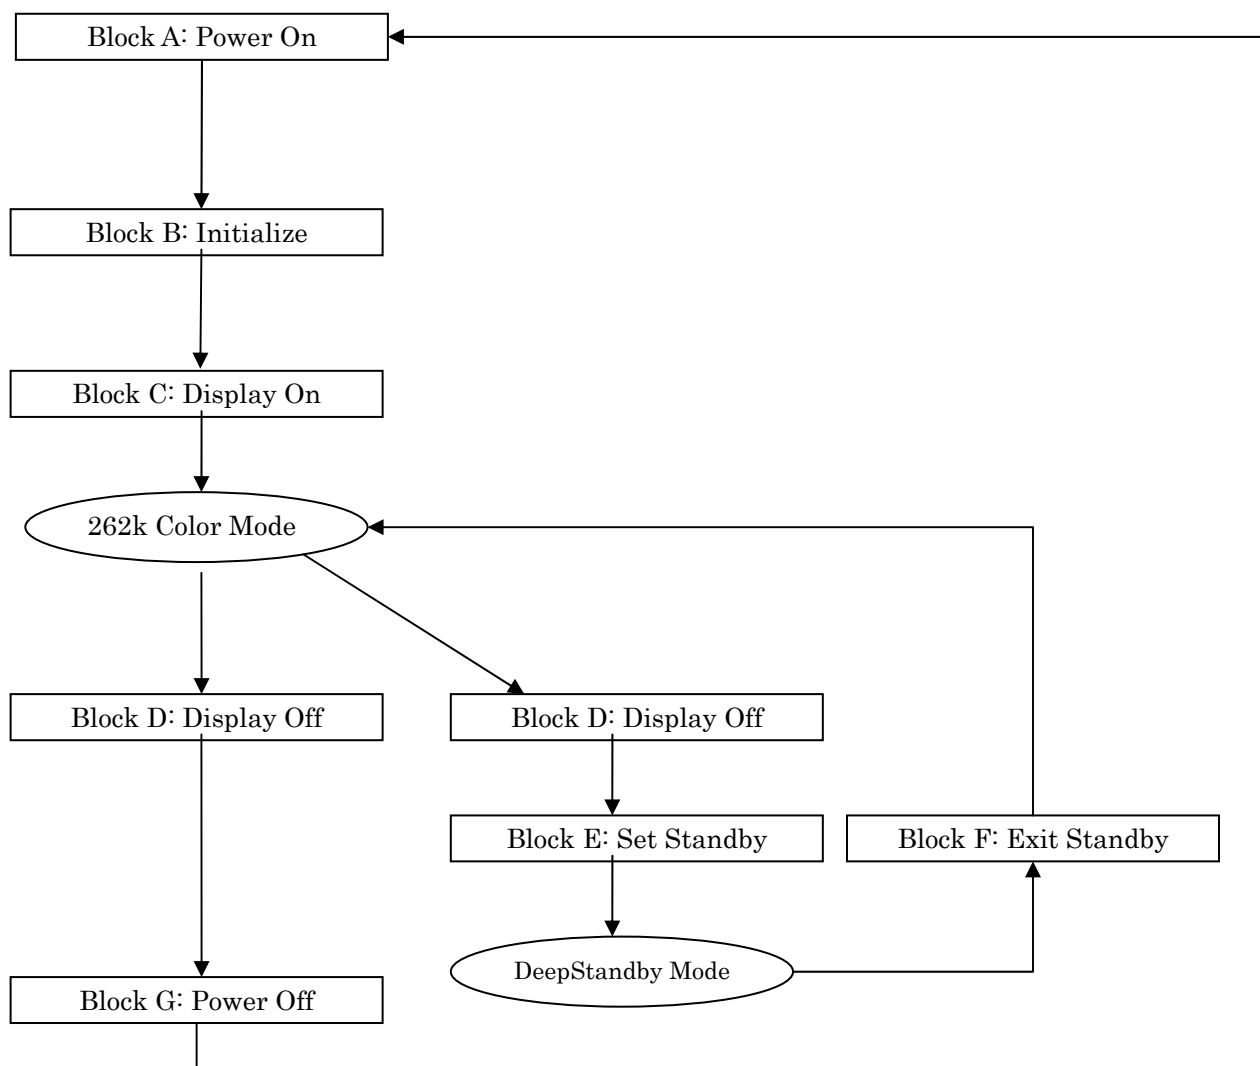 Block A: Power On
Block B: Initialize
Block C: Display On
262k Color Mode
Block D: Display Off
Block D: Display Off
Block E: Set Standby
Block F: Exit Standby
DeepStandby Mode
Block G: Power Off